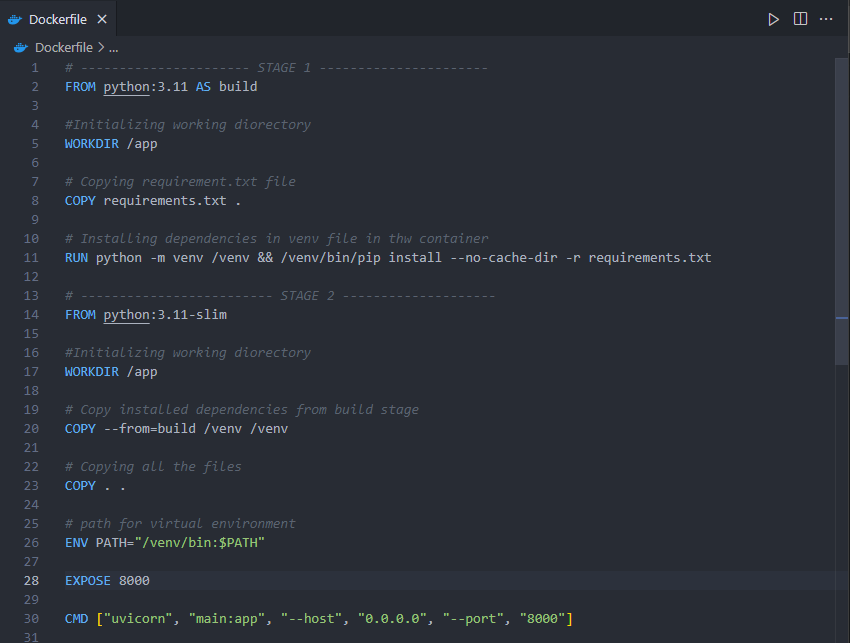 Dockerfile
Dockerfile > ...
1 # ---------------------- STAGE 1 ----------------------
2 FROM python:3.11 AS build
3
4 #Initializing working diorectory
5 WORKDIR /app
6
7 # Copying requirement.txt file
8 COPY requirements.txt .
9
10 # Installing dependencies in venv file in thw container
11 RUN python -m venv /venv && /venv/bin/pip install --no-cache-dir -r requirements.txt
12
13 # ------------------------- STAGE 2 --------------------
14 FROM python:3.11-slim
15
16 #Initializing working diorectory
17 WORKDIR /app
18
19 # Copy installed dependencies from build stage
20 COPY --from=build /venv /venv
21
22 # Copying all the files
23 COPY . .
24
25 # path for virtual environment
26 ENV PATH="/venv/bin:$PATH"
27
28 EXPOSE 8000
29
30 CMD ["uvicorn", "main:app", "--host", "0.0.0.0", "--port", "8000"]
31